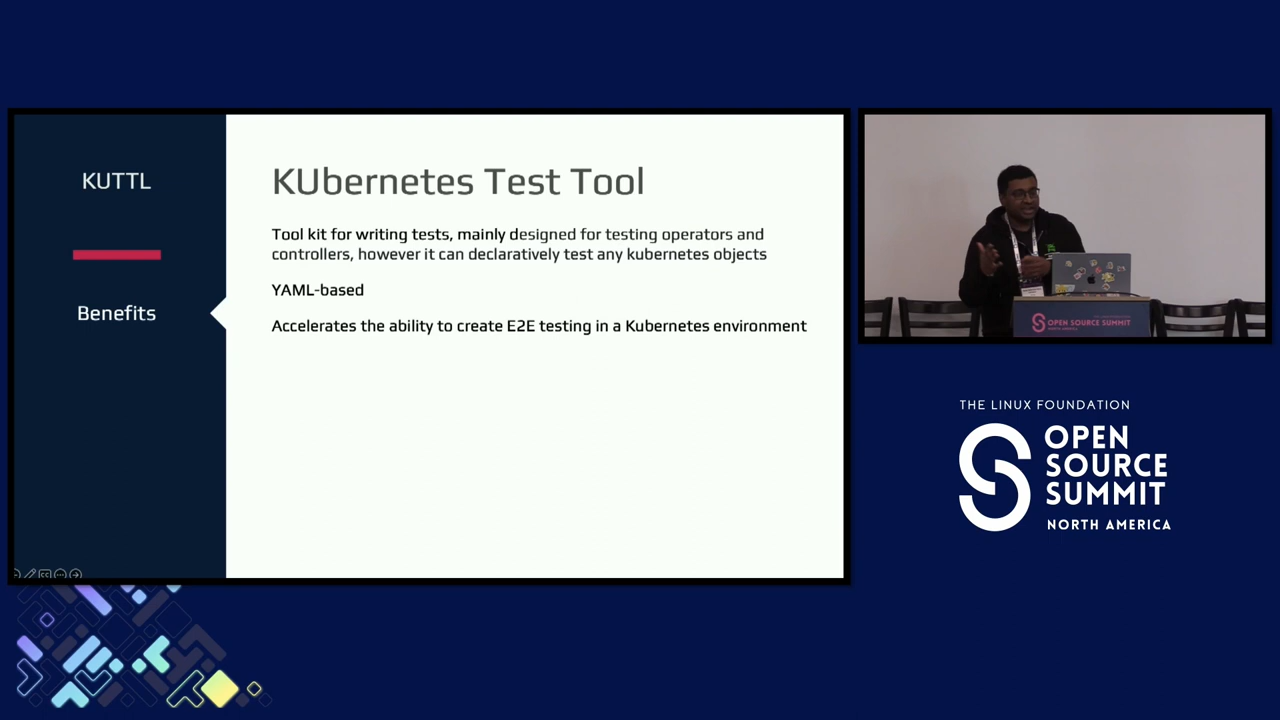 KUTTL
Benefits
KUbernetes Test Tool
Tool kit for writing tests, mainly designed for testing operators and
controllers, however it can declaratively test any kubernetes objects
YAML-based
Accelerates the ability to create E2E testing in a Kubernetes environment
OPEN SOURCE SUMMIT
THE LINUX FOUNDATION
OPEN
SOURCE
SUMMIT
NORTH AMERICA